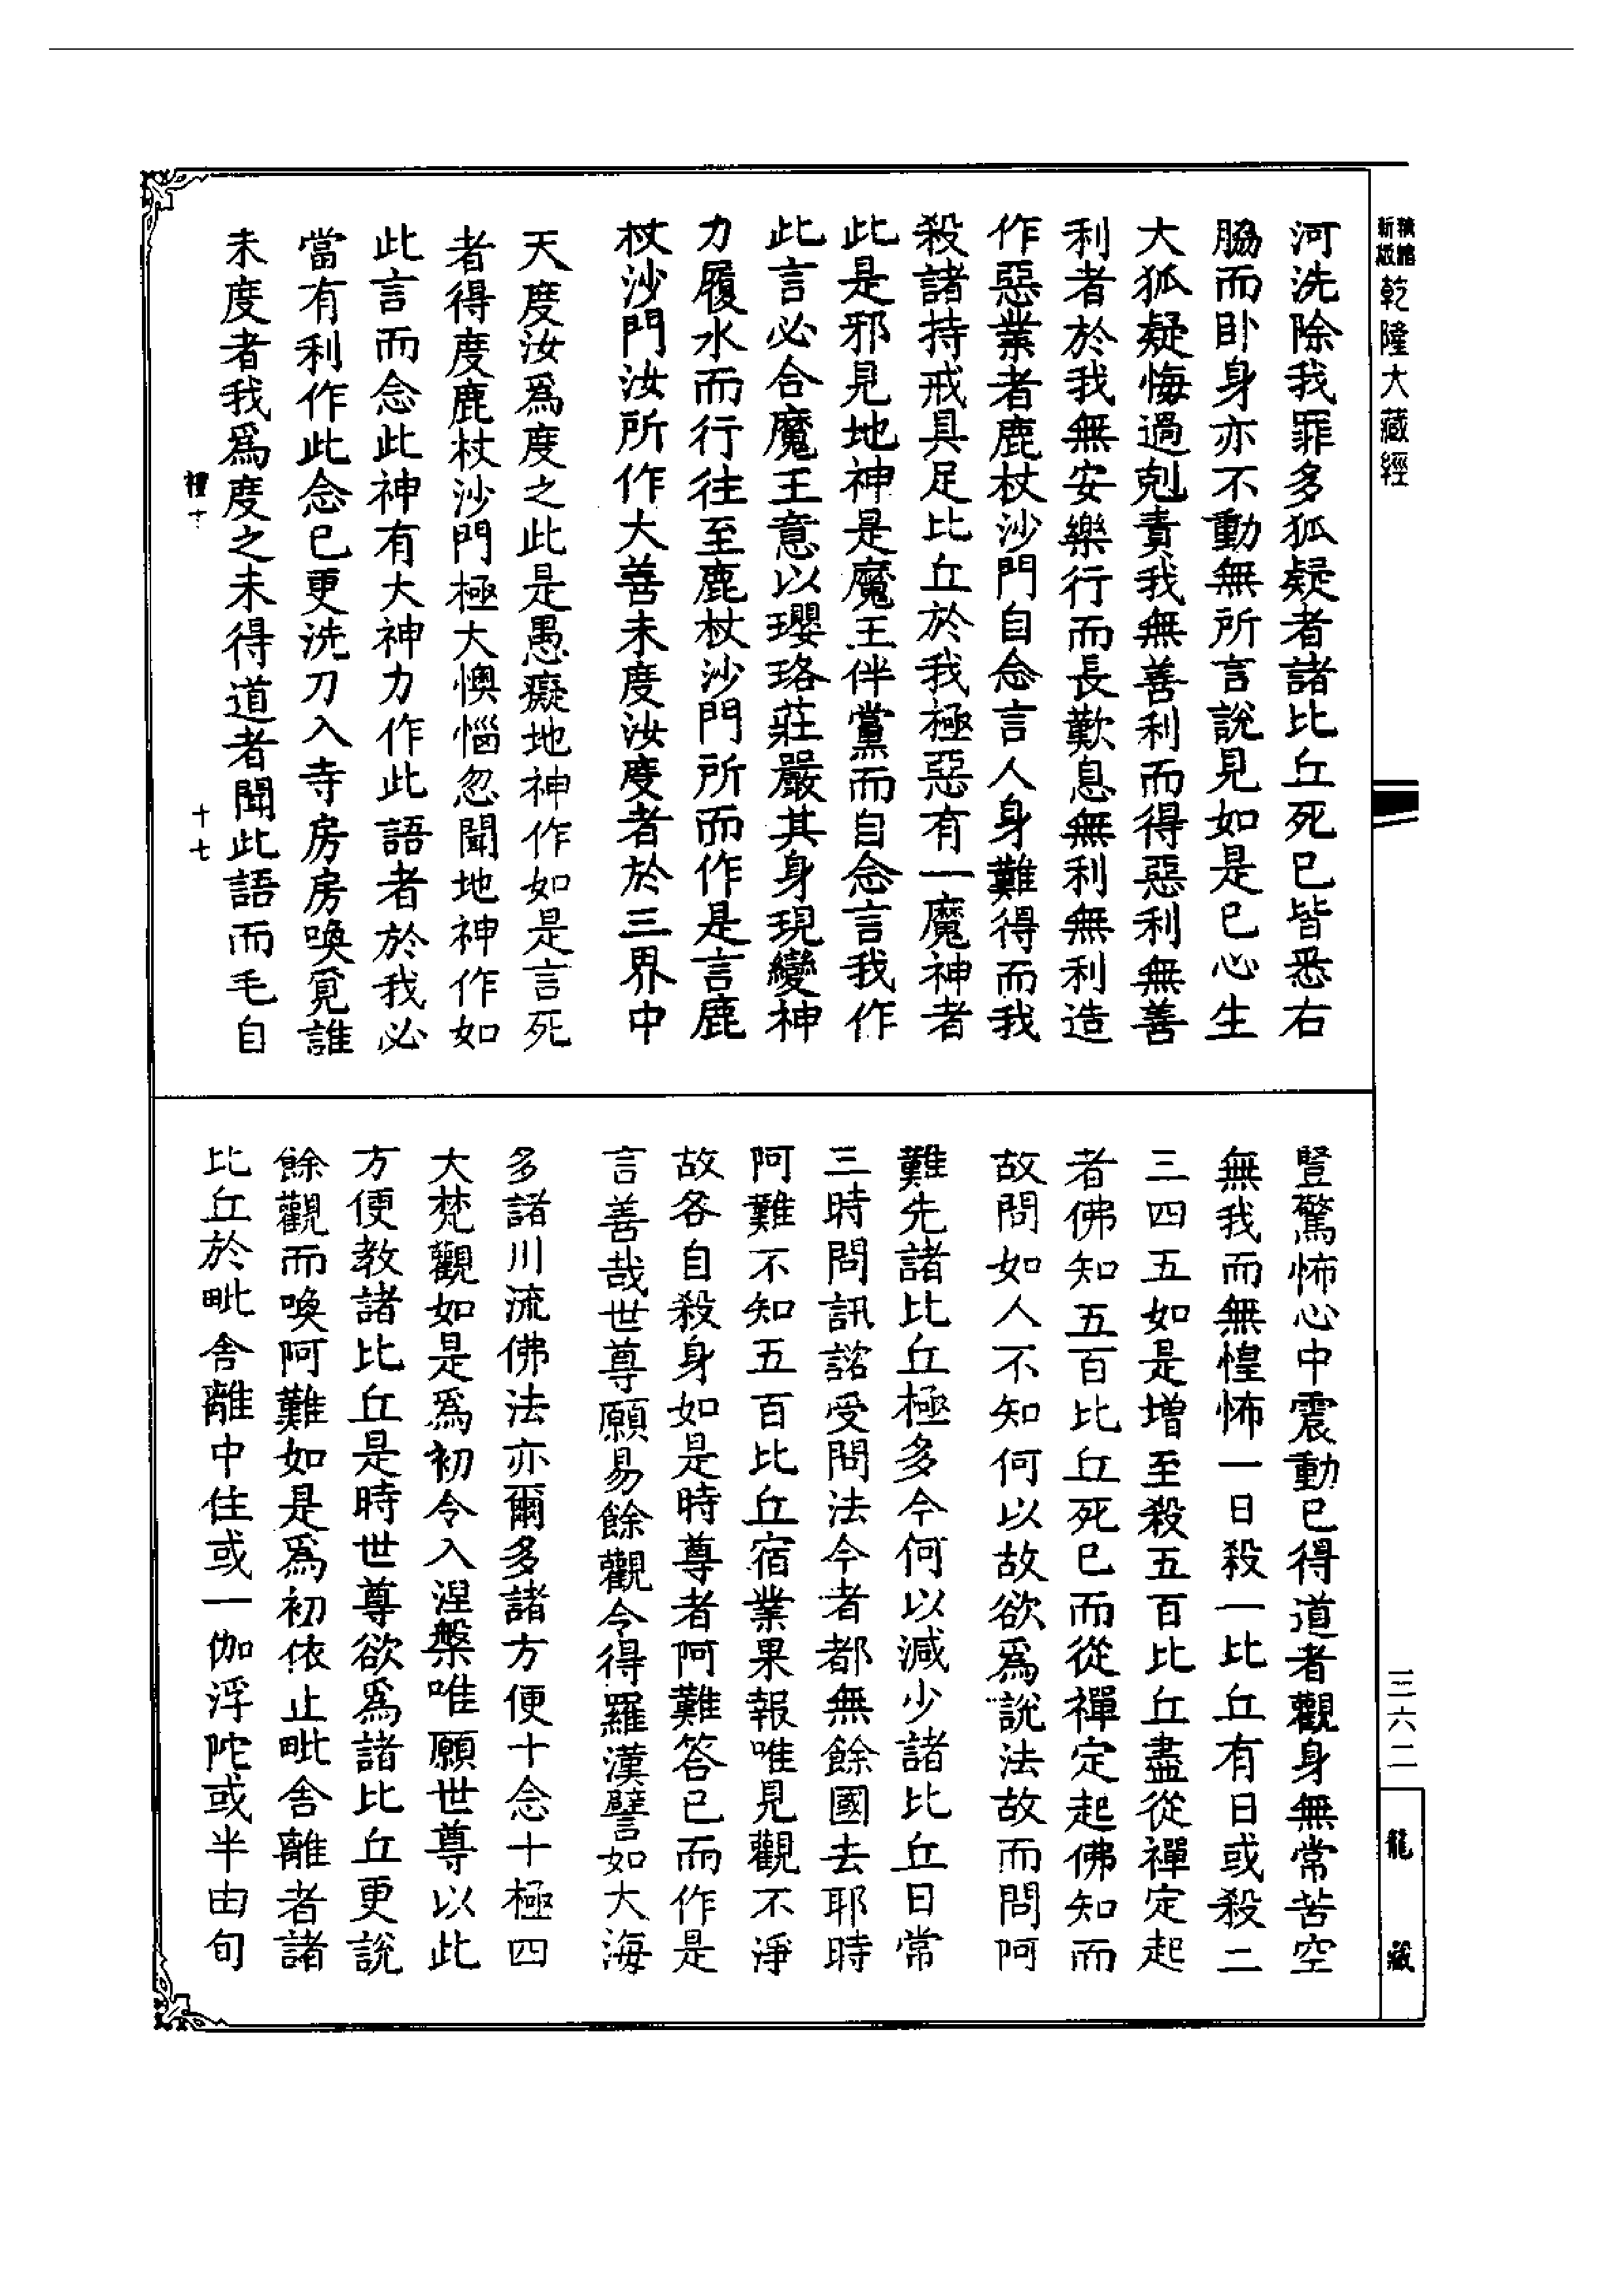 新版
乾隆大藏經
河洗除我罪多狐疑者諸比丘死已皆悉右
脇而卧身亦不動無所言說見如是已心生
大狐疑悔過剋責我無善利而得惡利無善
利者於我無安樂行而長歎息無利無利造
作惡業者鹿杖沙門自念言人身難得而我
殺諸持戒具足比丘於我極惡有一魔神者
此是邪見地神是魔王伴黨而自念言我作
此言必合魔王意以瓔珞莊嚴其身現變神
力履水而行往至鹿杖沙門所而作是言鹿
杖沙門汝所作大善未度汝度者於三界中
天度汝爲度之此是愚癡地神作如是言死
者得度鹿杖沙門極大懊惱忽聞地神作如
此言而念此神有大神力作此語者於我必
當有利作此念已更洗刀入寺房房喚覓誰
未度者我爲度之未得道者聞此語而毛自
禮十
十七
豎驚怖心中震動已得道者觀身無常苦空
無我而無惶怖一日殺一比丘有日或殺二
三四五如是增至殺五百比丘盡從禪定起
者佛知五百比丘死已而從禪定起佛知而
故問如人不知何以故欲爲說法故而問阿
難先諸比丘極多今何以減少諸比丘日常
三時問訊諮受問法今者都無餘國去耶時
阿難不知五百比丘宿業果報唯見觀不淨
故各自殺身如是時尊者阿難答已而作是
言善哉世尊願易餘觀令得羅漢譬如大海
多諸川流佛法亦爾多諸方便十念十極四
大梵觀如是爲初令入涅槃唯願世尊以此
方便教諸比丘是時世尊欲爲諸比丘更說
餘觀而喚阿難如是爲初依止毗舍離者諸
比丘於毗舍離中住或一伽浮陀或半由旬
三六二
龍藏